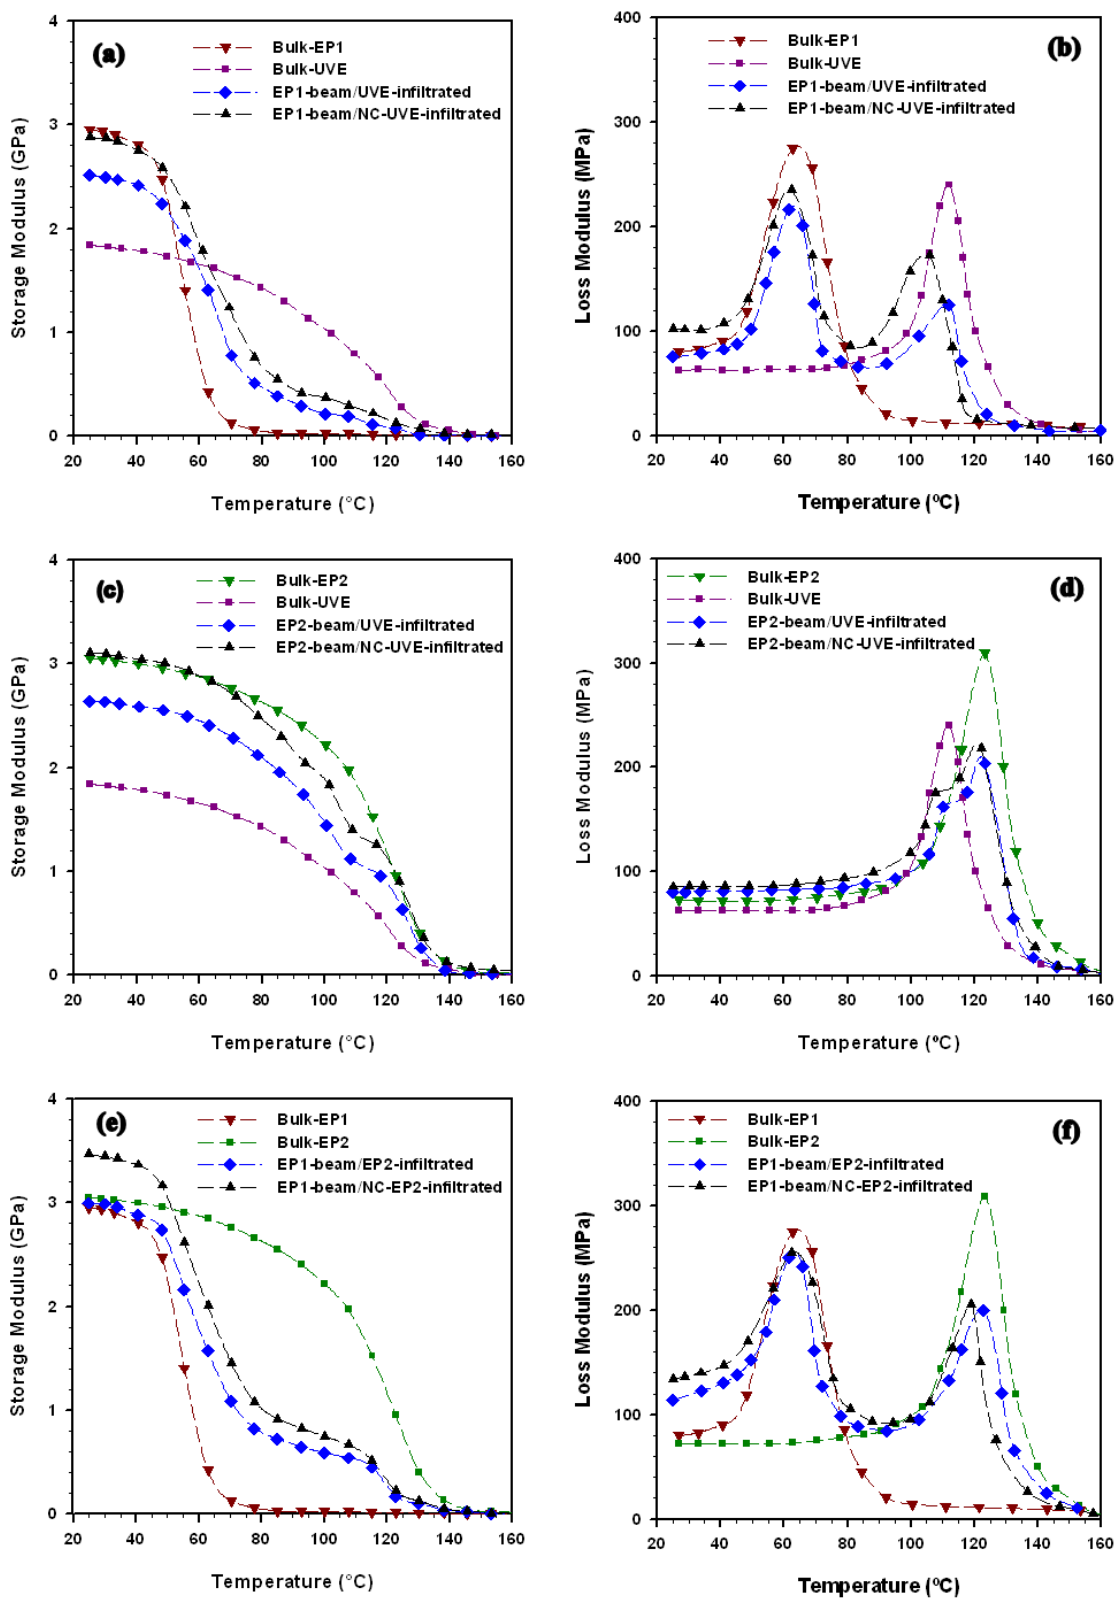 (a)
Bulk-EP1
Bulk-UVE
EP1-beam/UVE-infiltrated
EP1-beam/NC-UVE-infiltrated
Storage Modulus (GPa)
4
3
2
1
0
20 40 60 80 100 120 140 160
Temperature (°C)
(b)
Bulk-EP1
Bulk-UVE
EP1-beam/UVE-infiltrated
EP1-beam/NC-UVE-infiltrated
Loss Modulus (MPa)
400
300
200
100
0
20 40 60 80 100 120 140 160
Temperature (ºC)
(c)
Bulk-EP2
Bulk-UVE
EP2-beam/UVE-infiltrated
EP2-beam/NC-UVE-infiltrated
Storage Modulus (GPa)
4
3
2
1
0
20 40 60 80 100 120 140 160
Temperature (°C)
(d)
Bulk-EP2
Bulk-UVE
EP2-beam/UVE-infiltrated
EP2-beam/NC-UVE-infiltrated
Loss Modulus (MPa)
400
300
200
100
0
20 40 60 80 100 120 140 160
Temperature (ºC)
(e)
Bulk-EP1
Bulk-EP2
EP1-beam/EP2-infiltrated
EP1-beam/NC-EP2-infiltrated
Storage Modulus (GPa)
4
3
2
1
0
20 40 60 80 100 120 140 160
Temperature (°C)
(f)
Bulk-EP1
Bulk-EP2
EP1-beam/EP2-infiltrated
EP1-beam/NC-EP2-infiltrated
Loss Modulus (MPa)
400
300
200
100
0
20 40 60 80 100 120 140 160
Temperature (ºC)